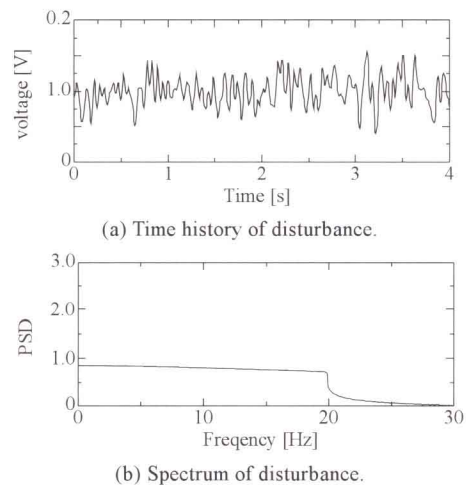 0.2
voltage [V]
1.0
0
0 1 2 3 4
Time [s]
(a) Time history of disturbance.
3.0
2.0
PSD
1.0
0
0 10 20 30
Freqency [Hz]
(b) Spectrum of disturbance.